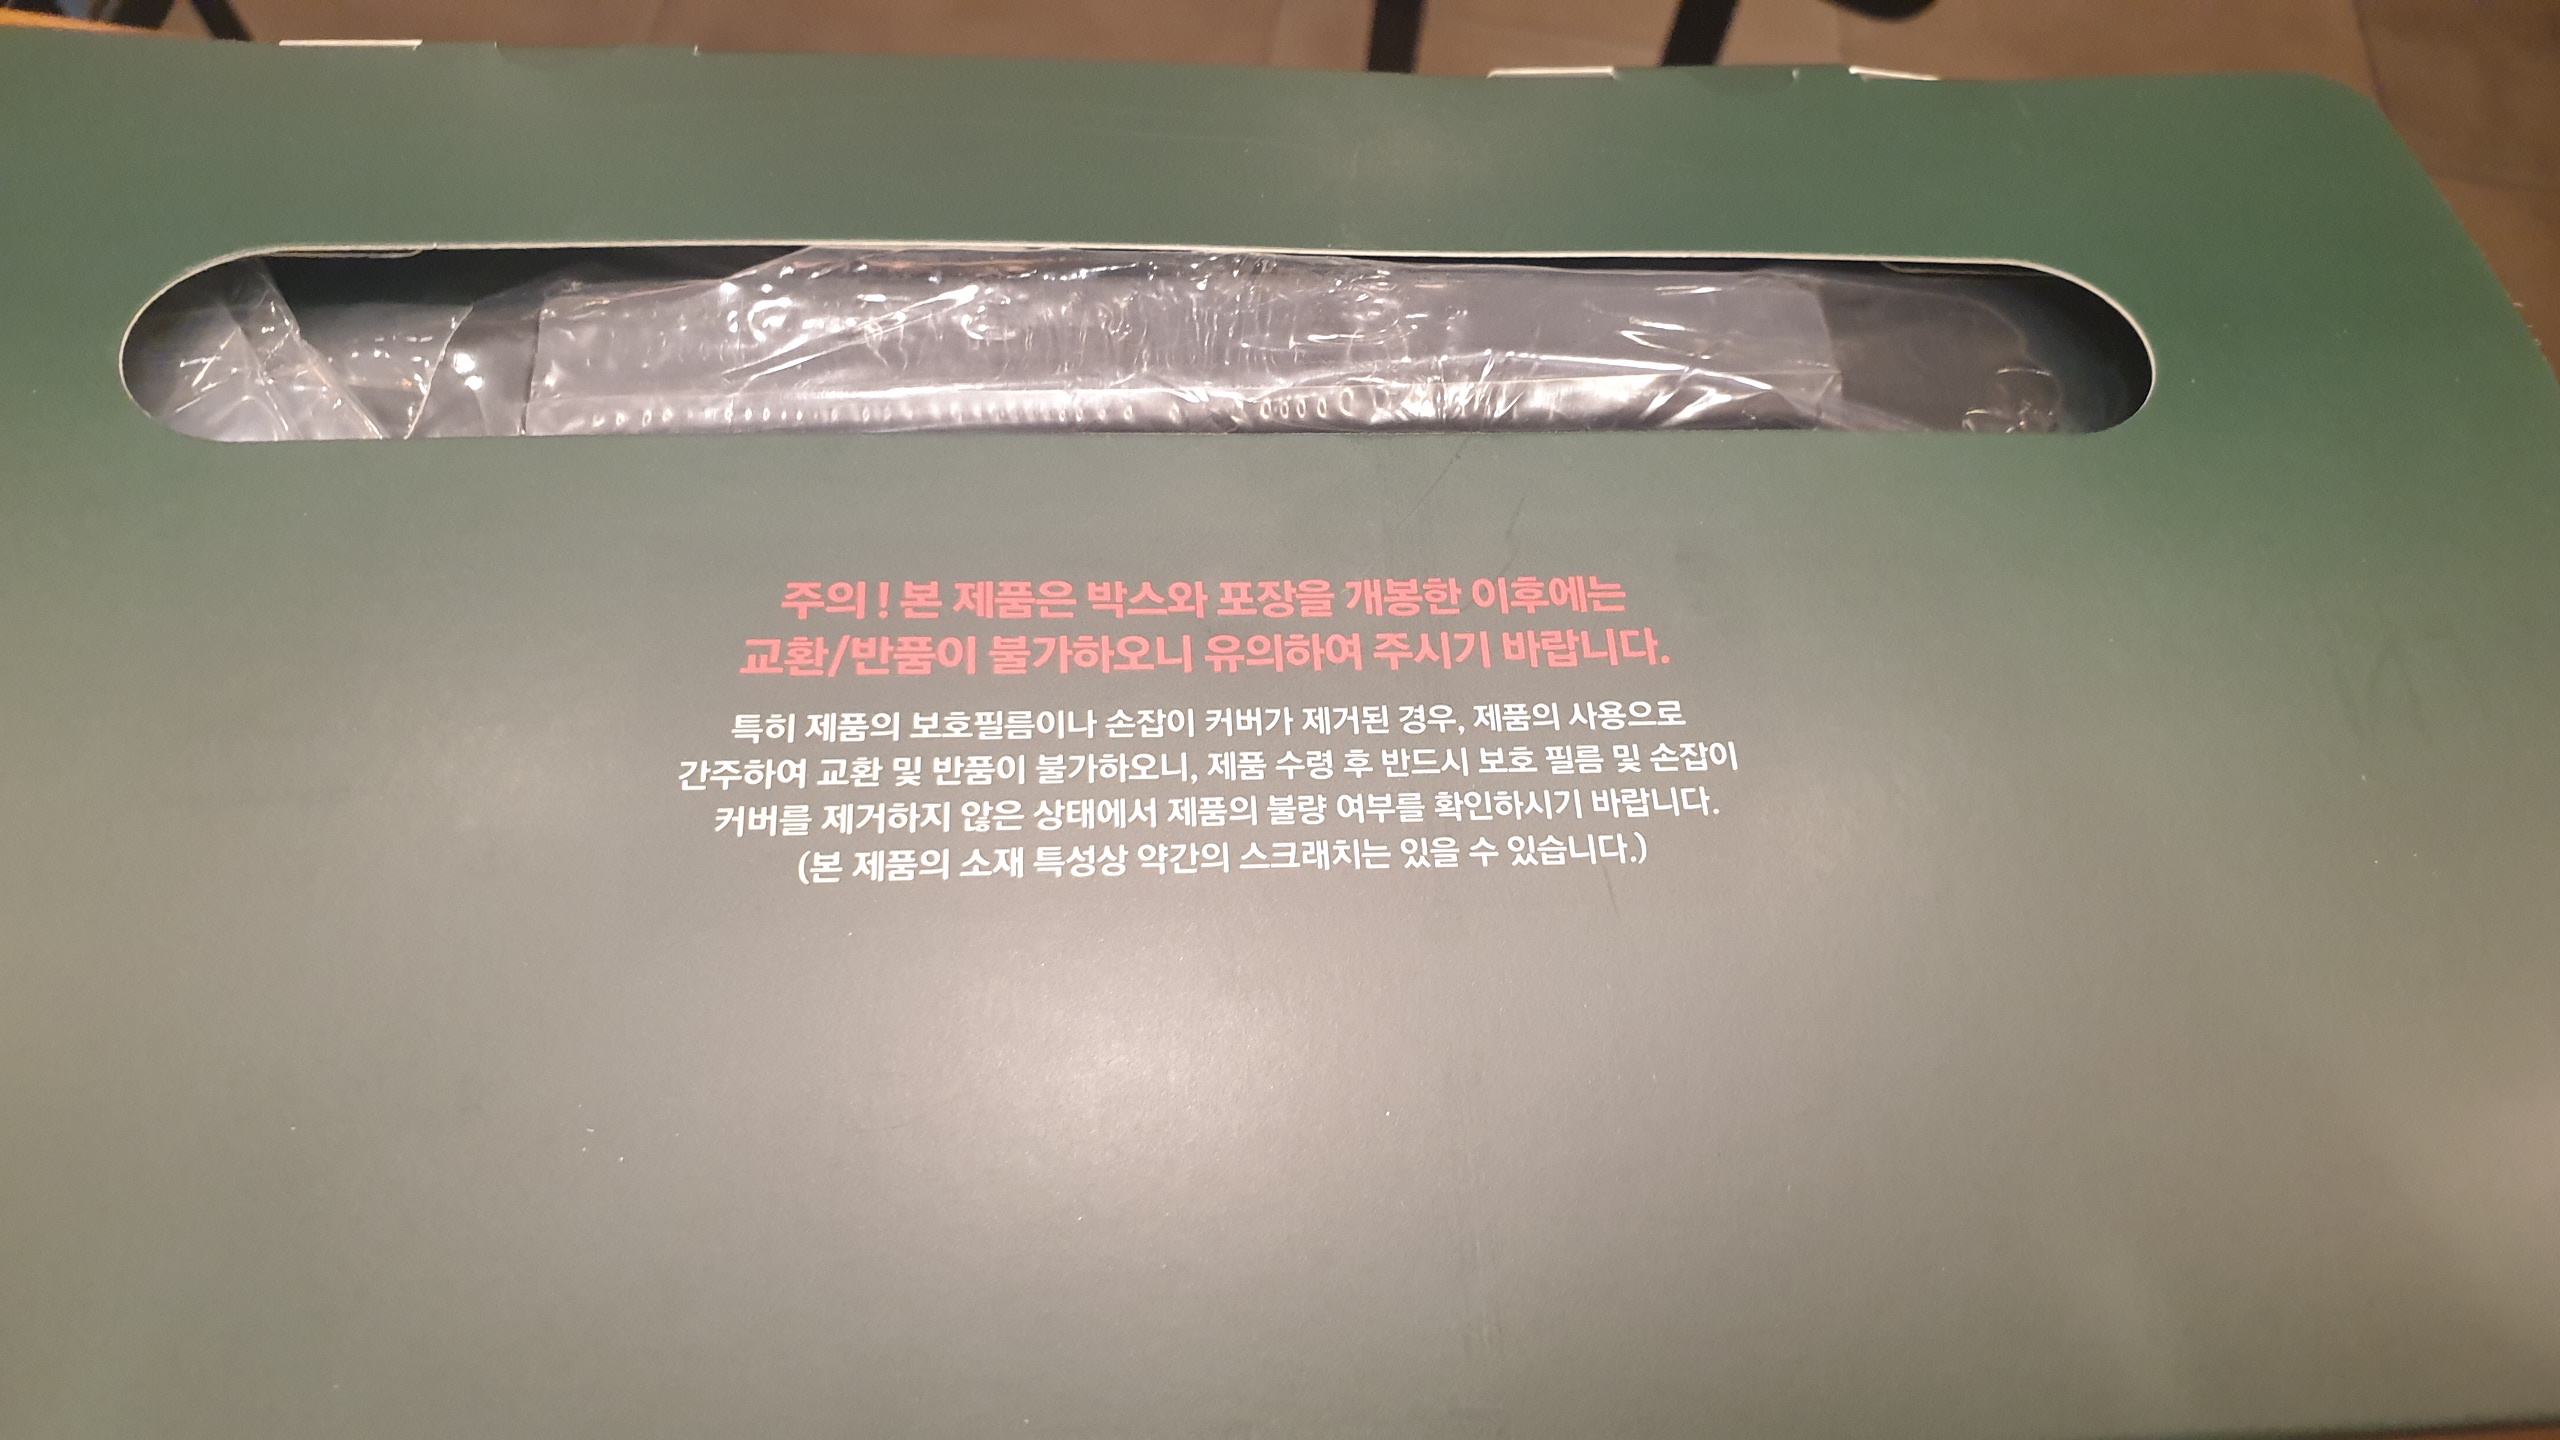 주의! 본 제품은 박스와 포장을 개봉한 이후에는
교환/반품이 불가하오니 유의하여 주시기 바랍니다.
특히 제품의 보호필름이나 손잡이 커버가 제거된 경우, 제품의 사용으로
간주하여 교환 및 반품이 불가하오니, 제품 수령 후 반드시 보호 필름 및 손잡이
커버를 제거하지 않은 상태에서 제품의 불량 여부를 확인하시기 바랍니다.
(본 제품의 소재 특성상 약간의 스크래치는 있을 수 있습니다.)